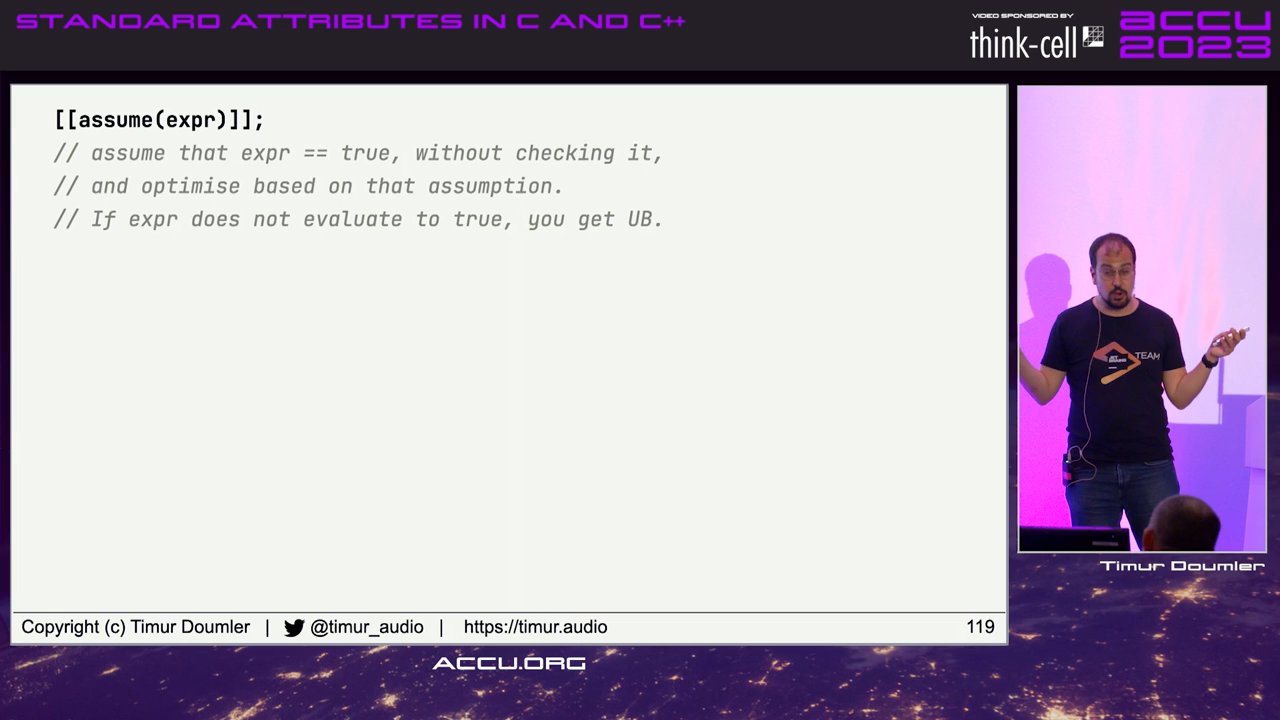 STANDARD ATTRIBUTES IN C AND C++
VIDEO SPONSORED BY
think-cell
accu
2023
[[assume(expr)]];
// assume that expr == true, without checking it,
// and optimise based on that assumption.
// If expr does not evaluate to true, you get UB.
TEAM
Timur Doumler
Copyright (c) Timur Doumler | @timur_audio | https://timur.audio 119
ACCU.ORG